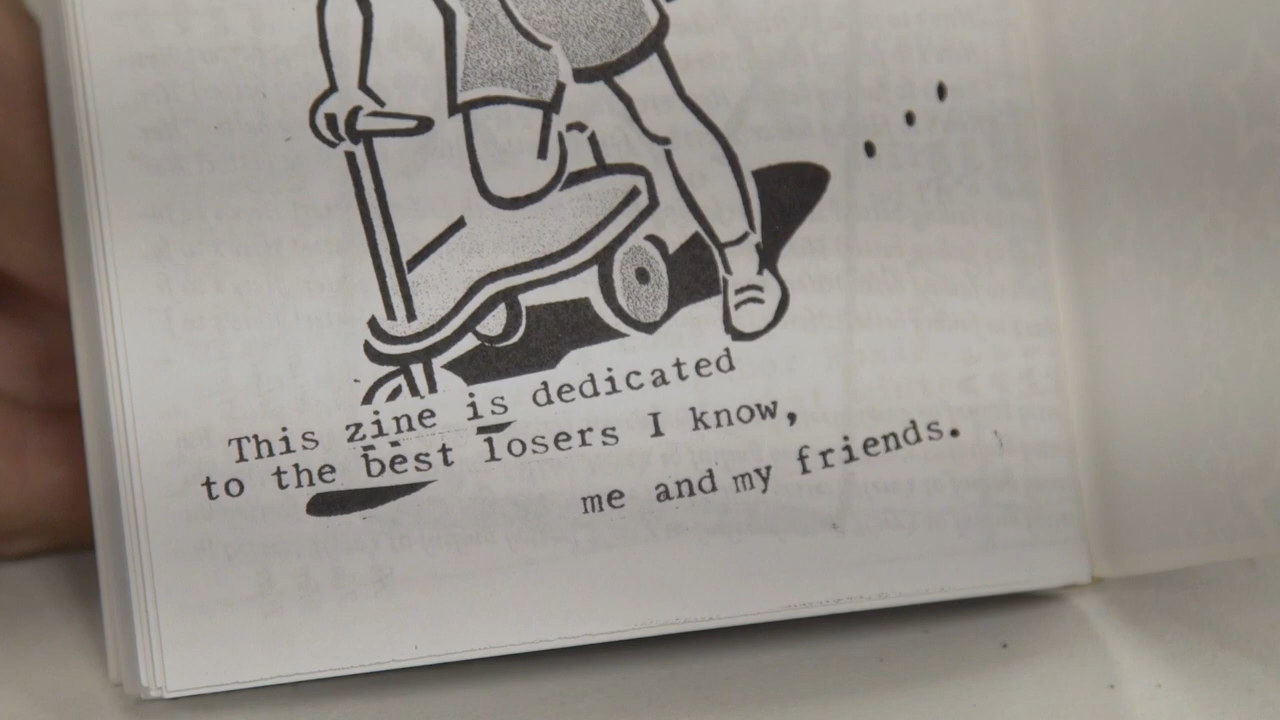 This zine is dedicated
to the best losers I know,
me and my friends.